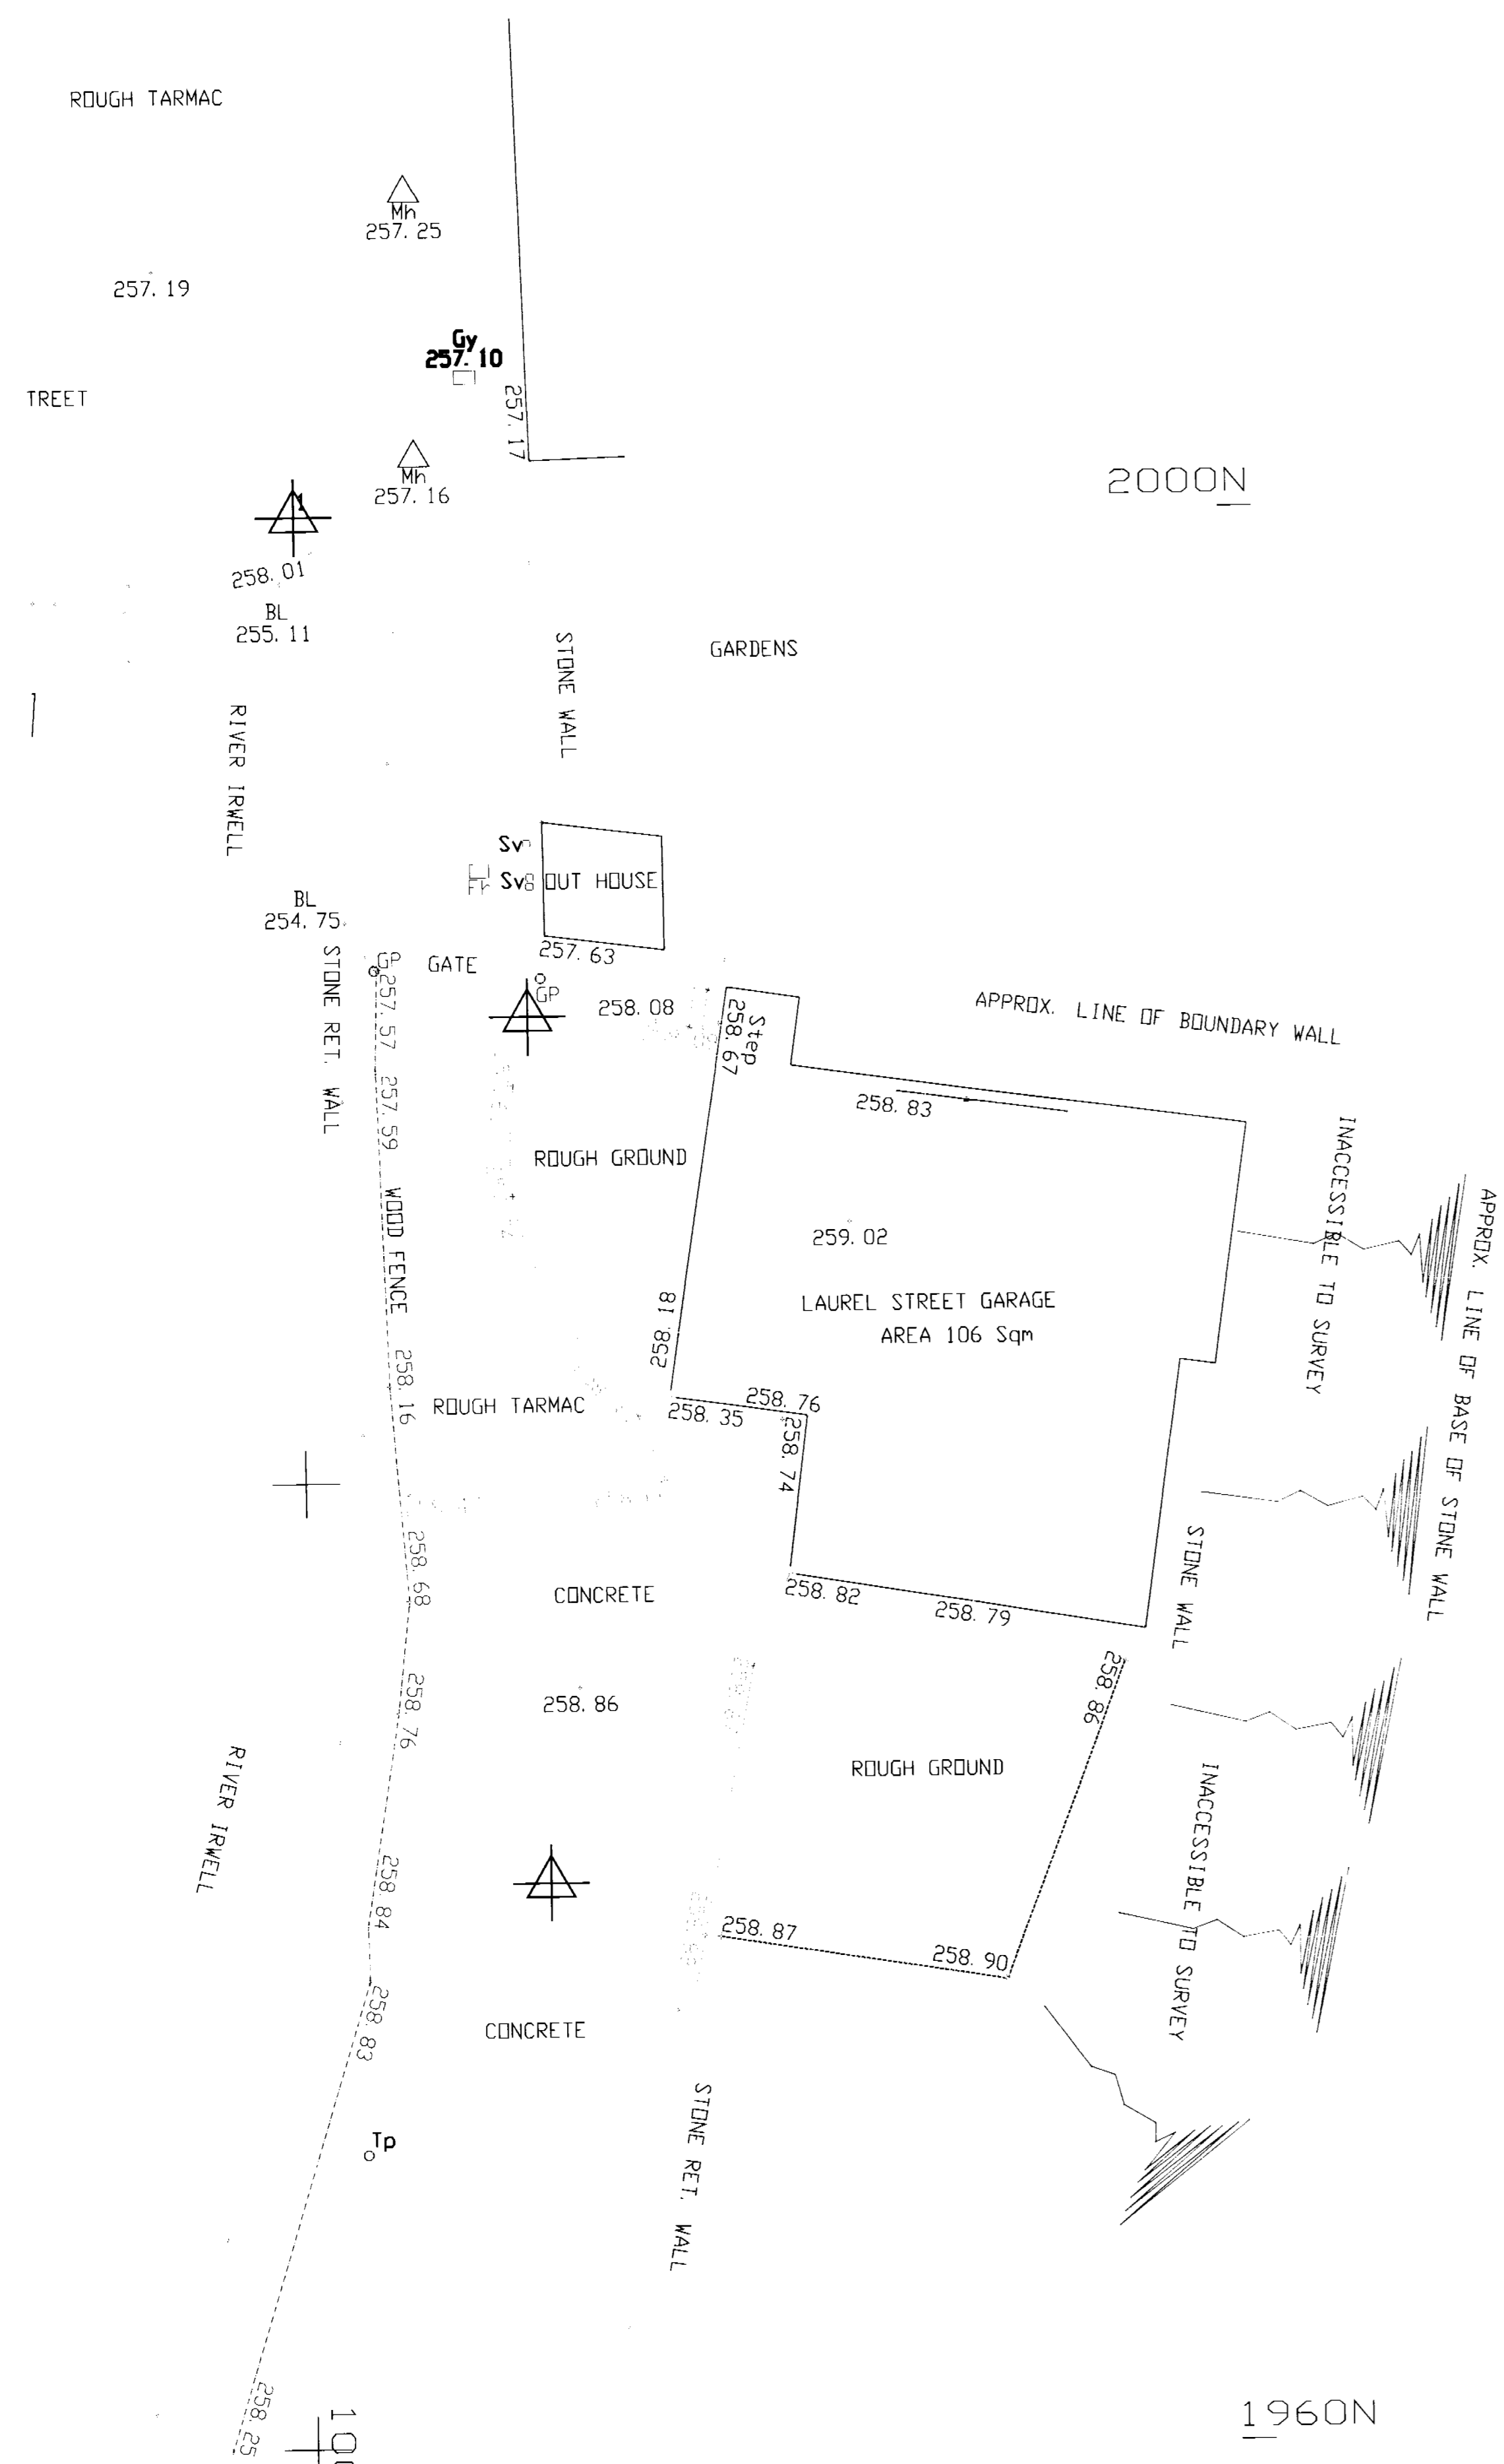 ROUGH TARMAC
Mh
257.25
257.19
Gy
257.10
257.17
TREET
Mh
257.16
2000N
1
258.01
BL
255.11
STONE WALL
GARDENS
RIVER IRWELL
Sv
Fr Sv OUT HOUSE
BL
254.75
257.63
STONE RET. WALL
GP
257.57
GATE
GP
258.08
Step
258.67
APPROX. LINE OF BOUNDARY WALL
257.59
258.83
INACCESSIBLE TO SURVEY
ROUGH GROUND
WOOD FENCE
259.02
APPROX. LINE OF BASE OF STONE WALL
LAUREL STREET GARAGE
AREA 106 Sqm
258.18
258.16
ROUGH TARMAC
258.76
258.35
258.74
258.68
STONE WALL
CONCRETE
258.82
258.79
258.86
258.76
258.86
RIVER IRWELL
ROUGH GROUND
INACCESSIBLE TO SURVEY
258.84
258.87
258.90
258.83
CONCRETE
STONE RET. WALL
Tp
258.25
1960N